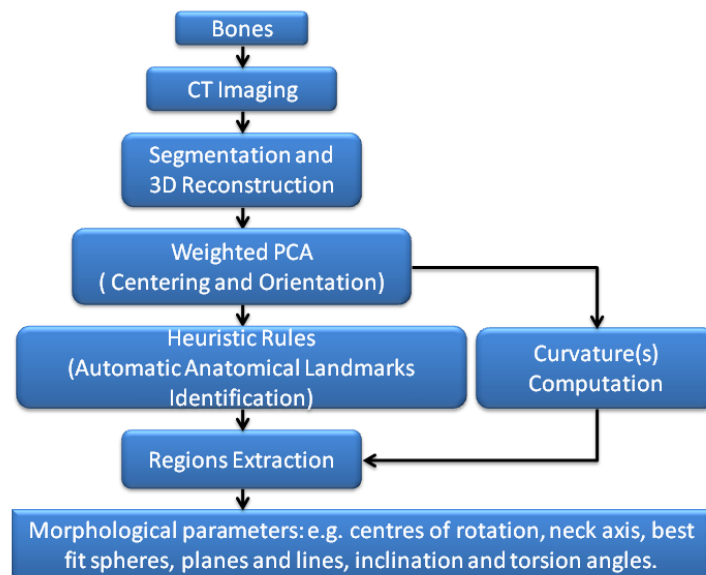 Bones
CT Imaging
Segmentation and
3D Reconstruction
Weighted PCA
( Centering and Orientation)
Heuristic Rules
(Automatic Anatomical Landmarks
Identification)
Curvature(s)
Computation
Regions Extraction
Morphological parameters: e.g. centres of rotation, neck axis, best
fit spheres, planes and lines, inclination and torsion angles.